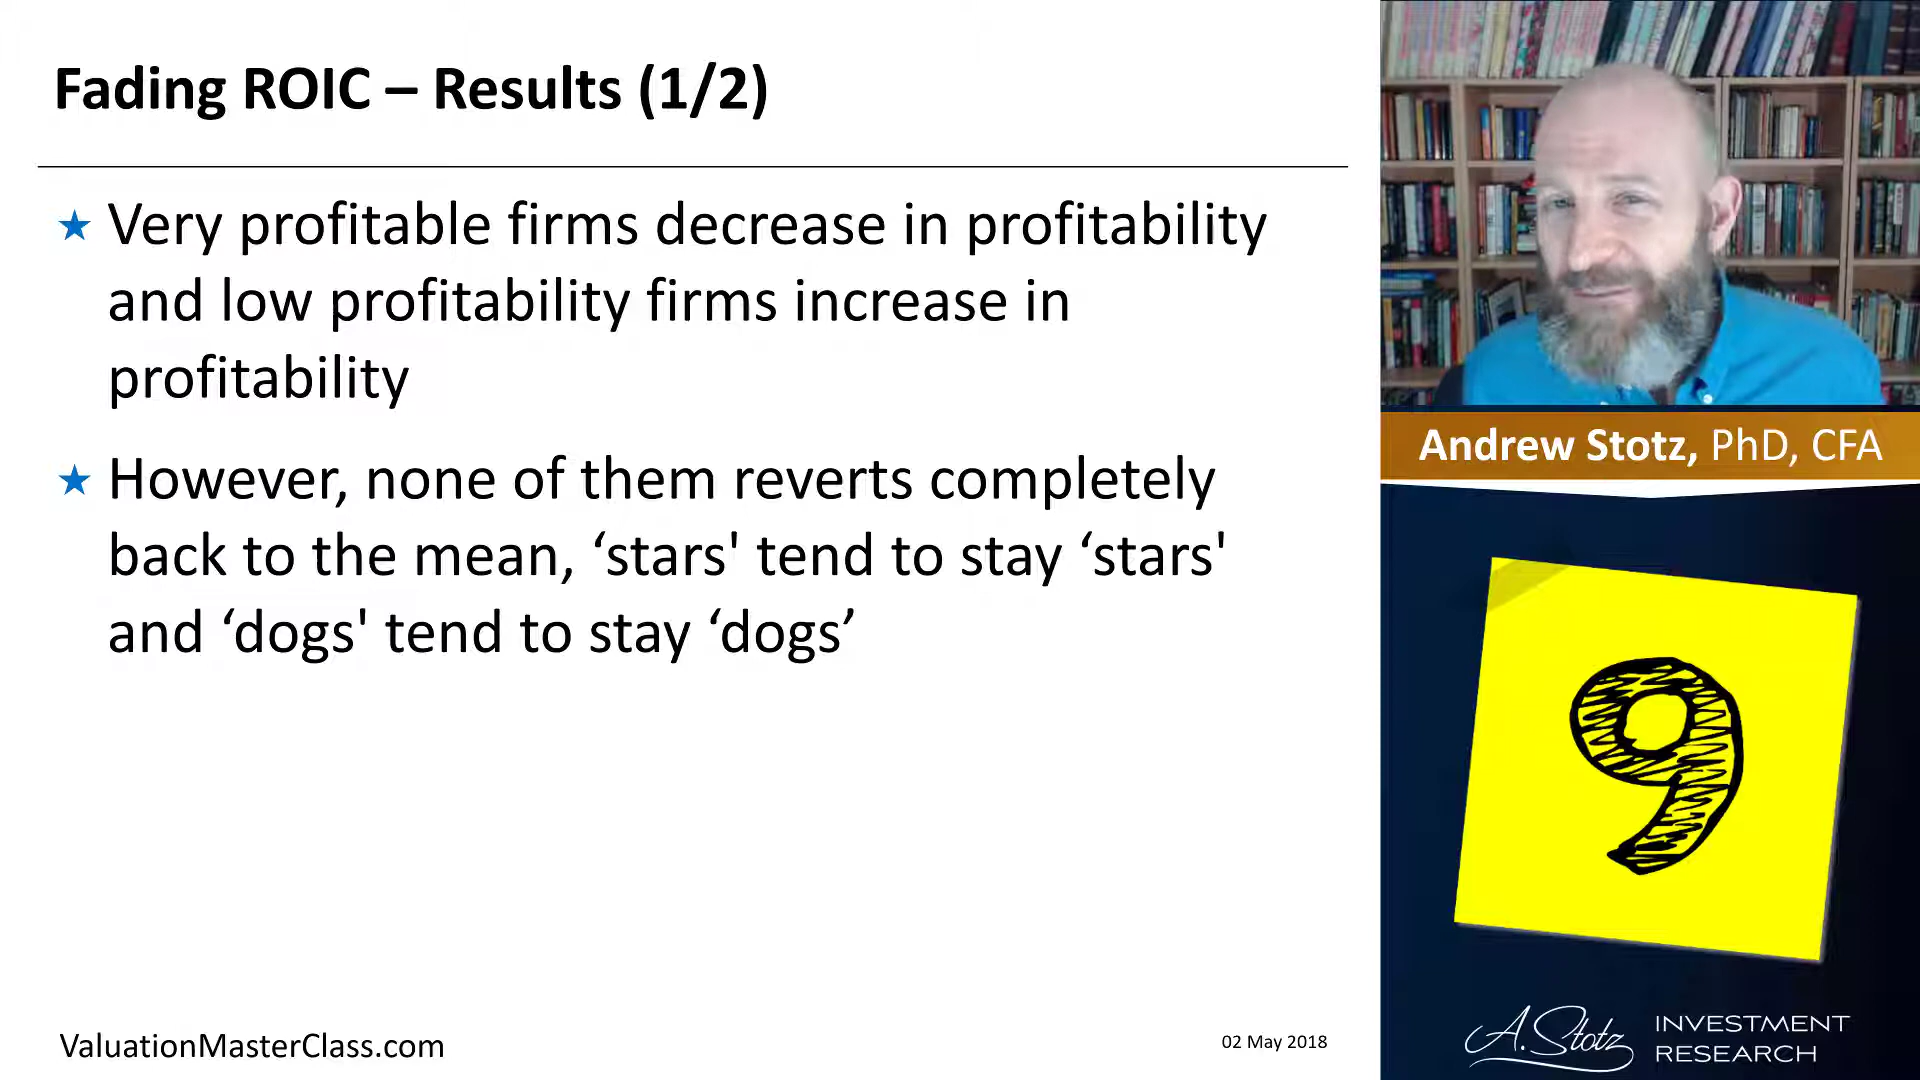 Fading ROIC – Results (1/2)
Very profitable firms decrease in profitability
and low profitability firms increase in
profitability
However, none of them reverts completely
back to the mean, ‘stars' tend to stay ‘stars'
and ‘dogs' tend to stay ‘dogs’
ValuationMasterClass.com
02 May 2018
Andrew Stotz, PhD, CFA
9
A.Stotz
INVESTMENT
RESEARCH